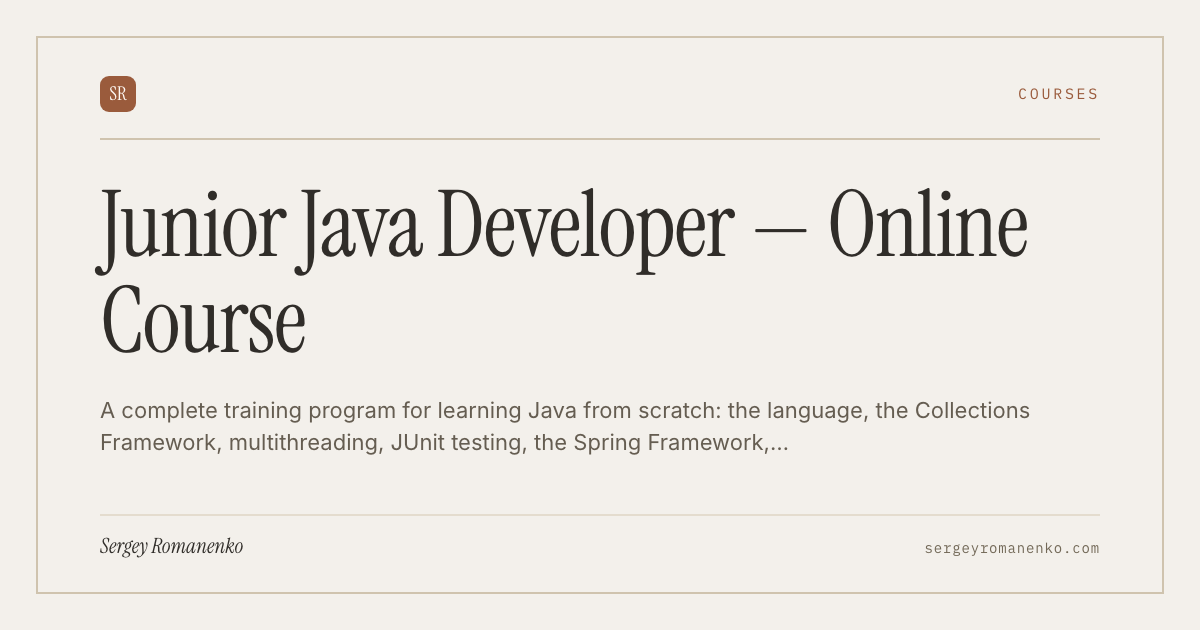 SR
COURSES
Junior Java Developer — Online
Course
A complete training program for learning Java from scratch: the language, the Collections
Framework, multithreading, JUnit testing, the Spring Framework,...
Sergey Romanenko
sergeyromanenko.com